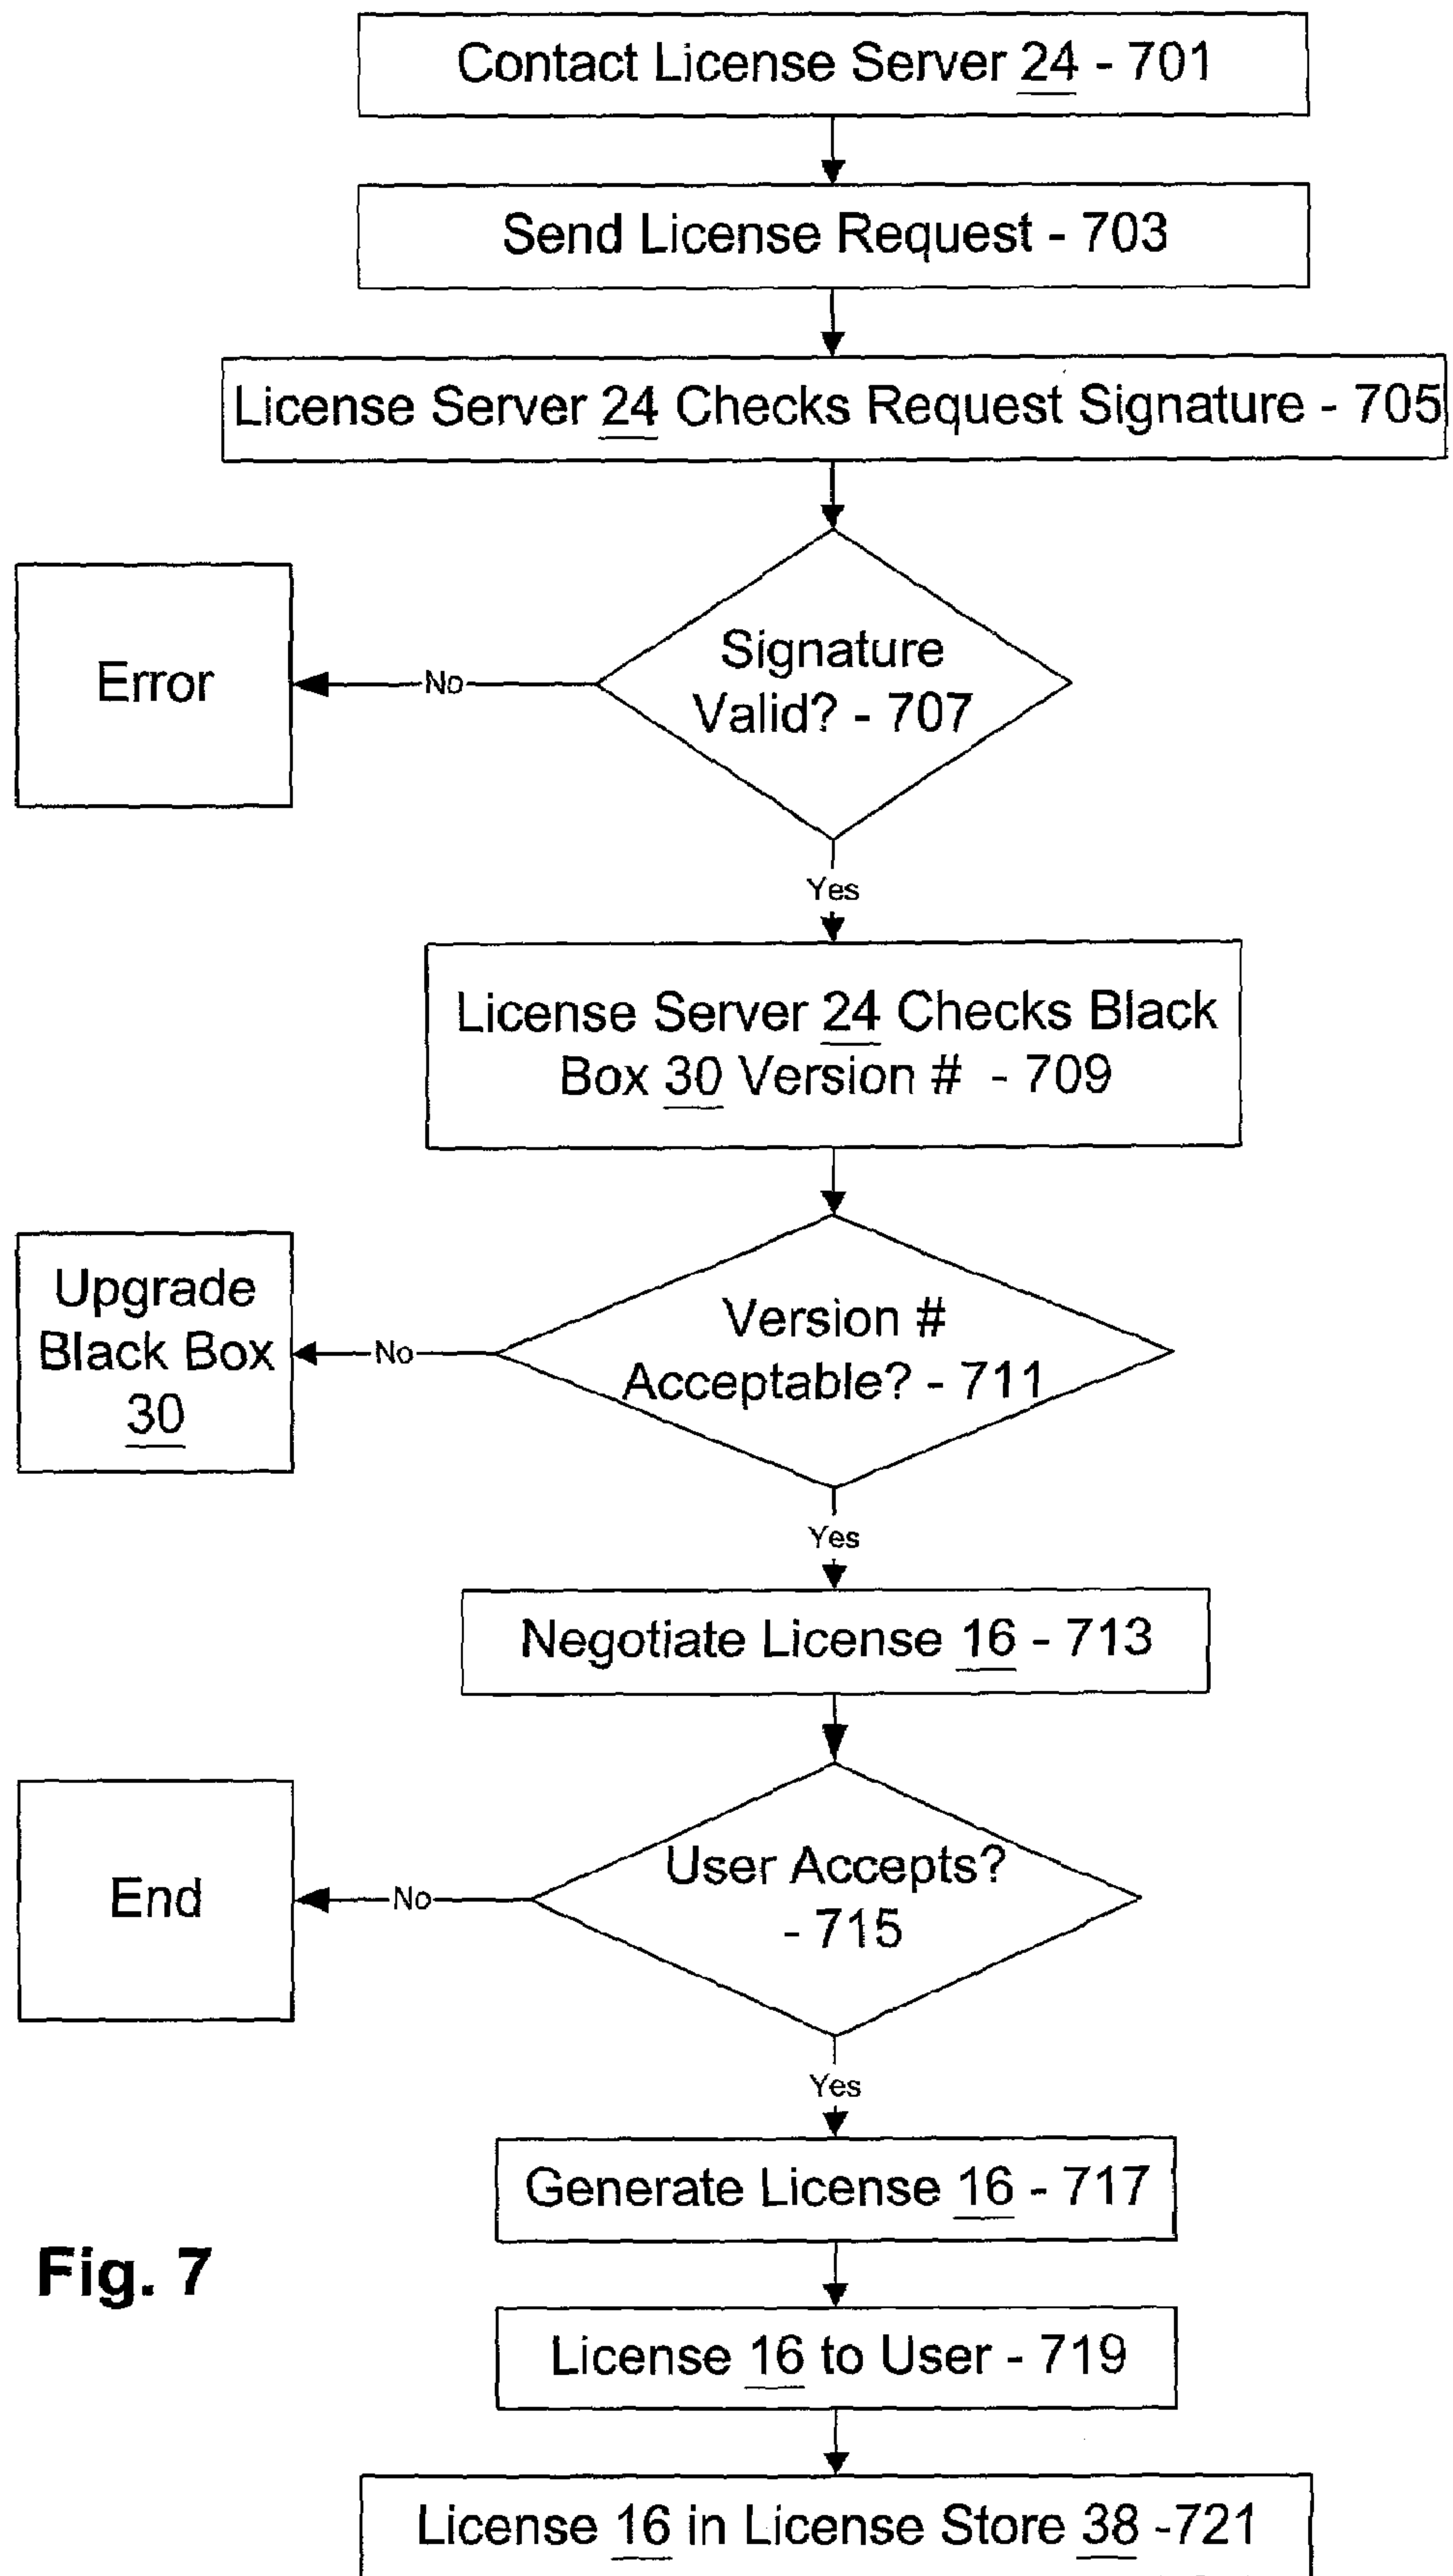 Contact License Server 24 - 701
Send License Request - 703
License Server 24 Checks Request Signature - 705
Signature
Valid? - 707
No
Error
Yes
License Server 24 Checks Black
Box 30 Version # - 709
Version #
Acceptable? - 711
No
Upgrade
Black Box
30
Yes
Negotiate License 16 - 713
User Accepts?
- 715
No
End
Yes
Generate License 16 - 717
Fig. 7
License 16 to User - 719
License 16 in License Store 38 -721